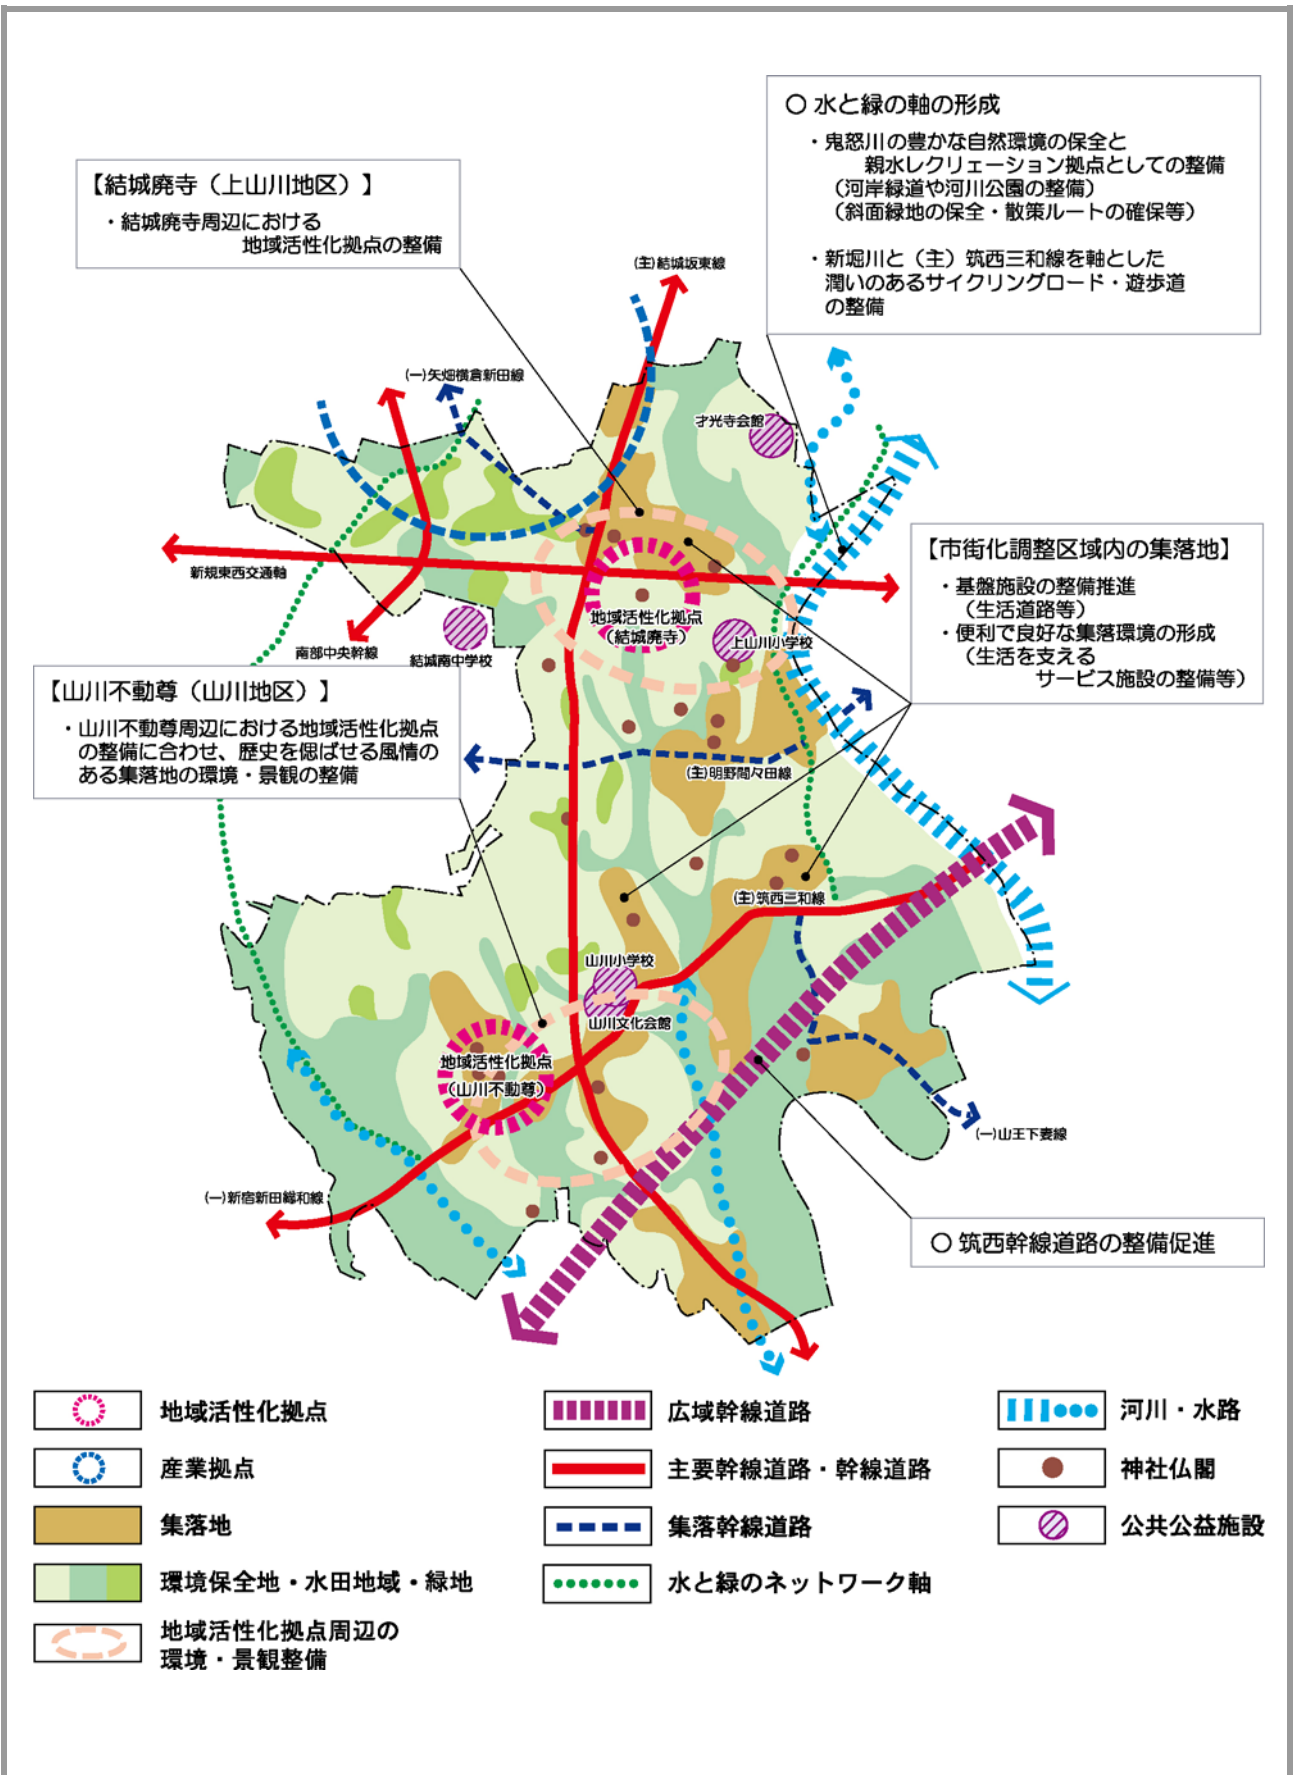 ○ 水と緑の軸の形成
・鬼怒川の豊かな自然環境の保全と
親水レクリェーション拠点としての整備
（河岸緑道や河川公園の整備）
（斜面緑地の保全・散策ルートの確保等）
・新堀川と（主）筑西三和線を軸とした
潤いのあるサイクリングロード・遊歩道
の整備
【結城廃寺（上山川地区）】
・結城廃寺周辺における
地域活性化拠点の整備
(主)結城坂東線
(一)矢畑横倉新田線
才光寺会館
【市街化調整区域内の集落地】
・基盤施設の整備推進
（生活道路等）
・便利で良好な集落環境の形成
（生活を支える
サービス施設の整備等）
新規東西交通軸
地域活性化拠点
（結城廃寺）
上山川小学校
南部中央幹線
結城南中学校
【山川不動尊（山川地区）】
・山川不動尊周辺における地域活性化拠点
の整備に合わせ、歴史を偲ばせる風情の
ある集落地の環境・景観の整備
(主)明野間々田線
(主)筑西三和線
山川小学校
山川文化会館
地域活性化拠点
（山川不動尊）
(一)山王下妻線
(一)新宿新田總和線
○ 筑西幹線道路の整備促進
地域活性化拠点
広域幹線道路
河川・水路
産業拠点
主要幹線道路・幹線道路
神社仏閣
集落地
集落幹線道路
公共公益施設
環境保全地・水田地域・緑地
水と緑のネットワーク軸
地域活性化拠点周辺の
環境・景観整備